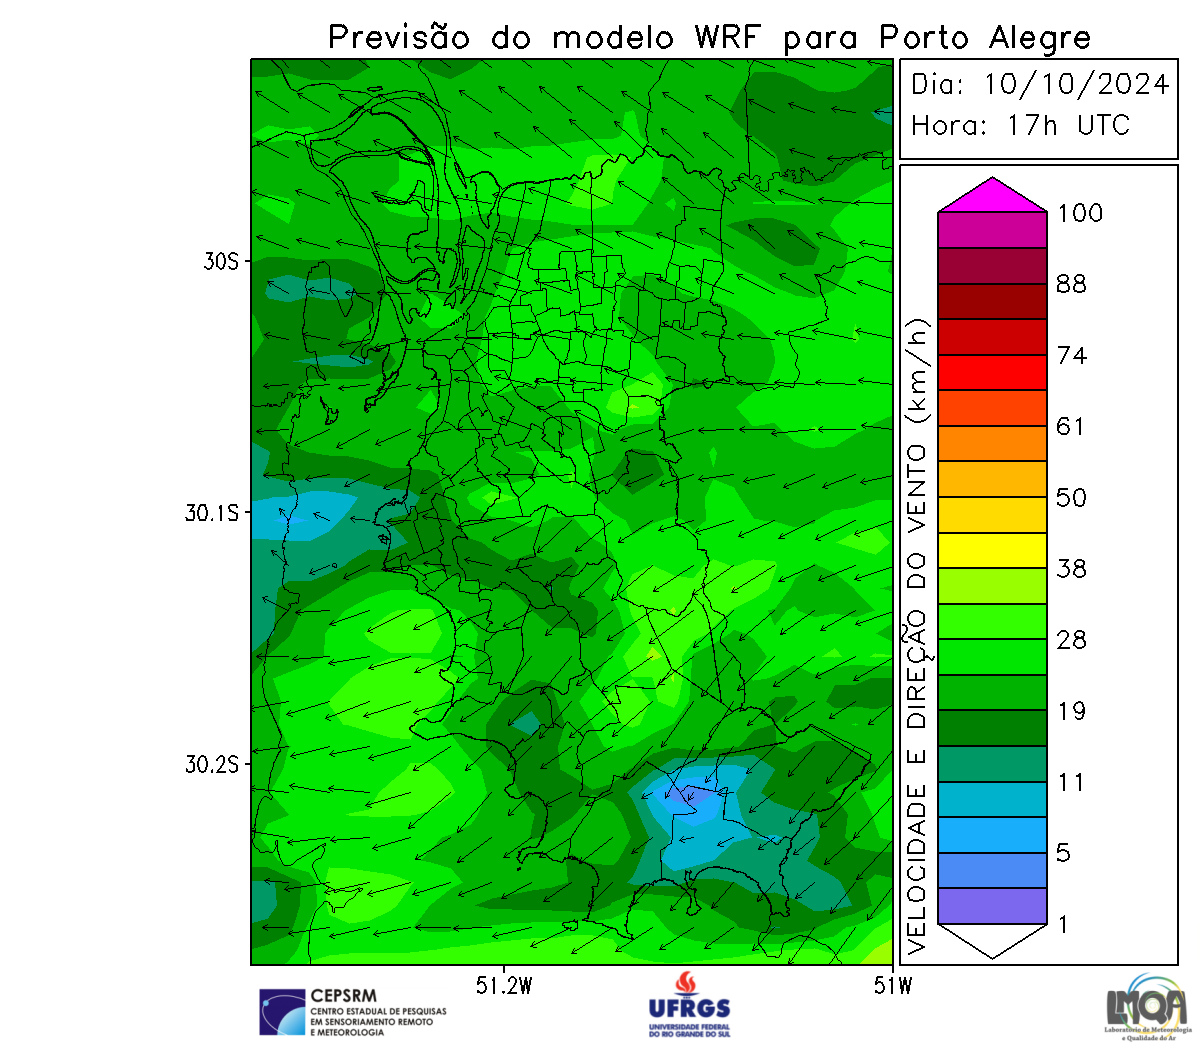 Previsão do modelo WRF para Porto Alegre
Dia: 10/10/2024
Hora: 17h UTC
30S
30.1S
30.2S
51.2W
51W
VELOCIDADE E DIREÇÃO DO VENTO (km/h)
100
88
74
61
50
38
28
19
11
5
1
CEPSRM
CENTRO ESTADUAL DE PESQUISAS
EM SENSORIAMENTO REMOTO
E METEOROLOGIA
UFRGS
UNIVERSIDADE FEDERAL
DO RIO GRANDE DO SUL
LMQA
Laboratório de Meteorologia
e Qualidade do Ar